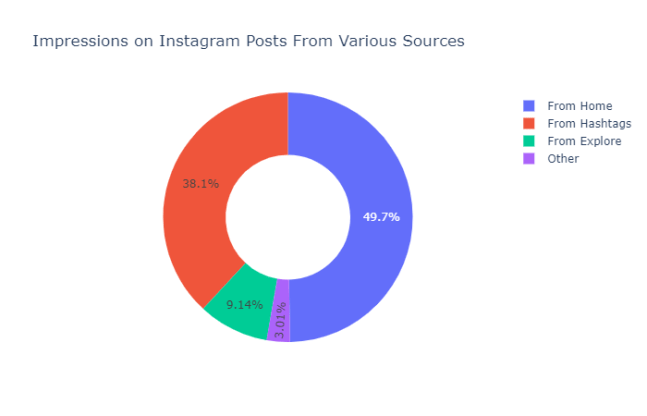 Impressions on Instagram Posts From Various Sources
From Home
From Hashtags
From Explore
Other
38.1%
49.7%
9.14%
3.01%